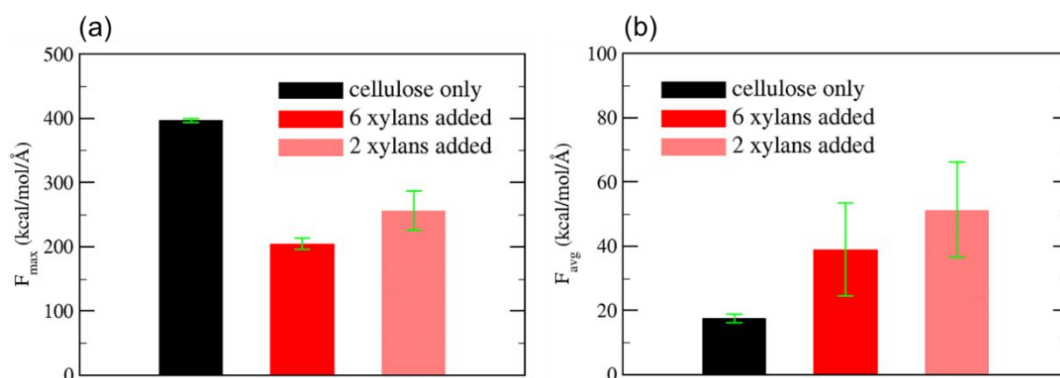 (a)
500
400
300
200
100
0
F_max (kcal/mol/Å)
cellulose only
6 xylans added
2 xylans added
(b)
100
80
60
40
20
0
F_avg (kcal/mol/Å)
cellulose only
6 xylans added
2 xylans added